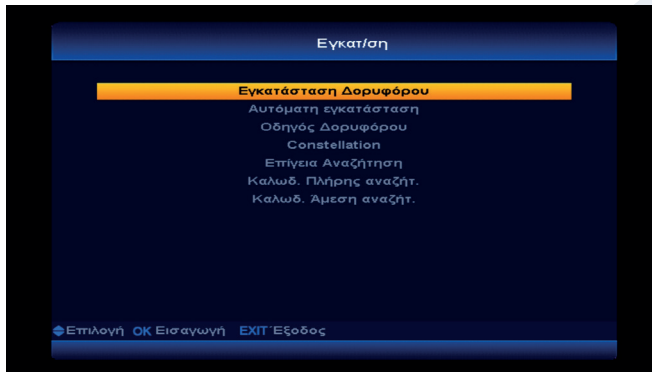 Εγκατ/ση
Εγκατάσταση Δορυφόρου
Αυτόματη εγκατάσταση
Οδηγός Δορυφόρου
Constellation
Επίγεια Αναζήτηση
Καλωδ. Πλήρης αναζήτ.
Καλωδ. Άμεση αναζήτ.
Επιλογή OK Εισαγωγή EXIT Έξοδος